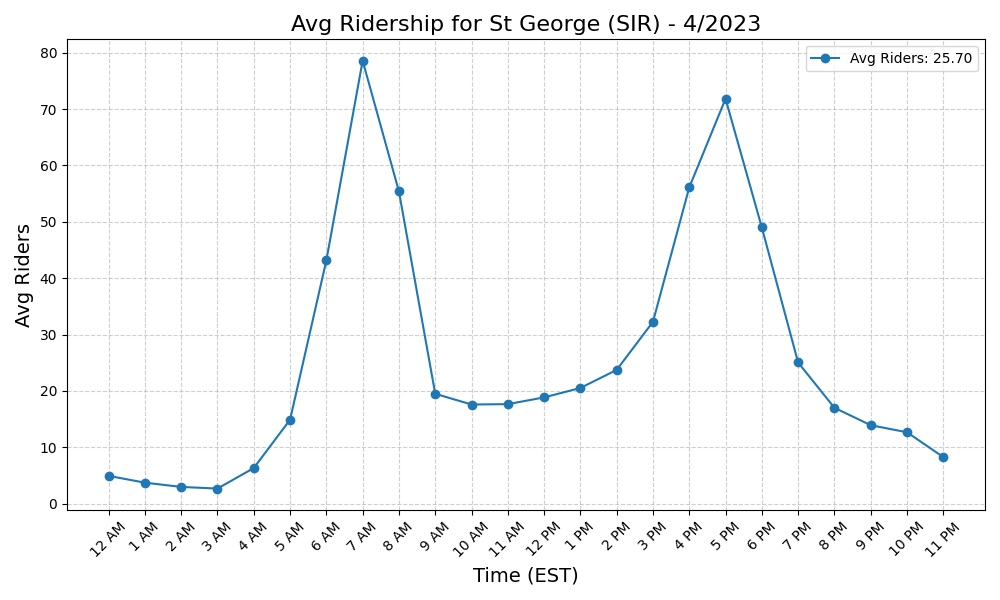 Avg Ridership for St George (SIR) - 4/2023
Avg Riders: 25.70
Avg Riders
80
70
60
50
40
30
20
10
0
12 AM 1 AM 2 AM 3 AM 4 AM 5 AM 6 AM 7 AM 8 AM 9 AM 10 AM 11 AM 12 PM 1 PM 2 PM 3 PM 4 PM 5 PM 6 PM 7 PM 8 PM 9 PM 10 PM 11 PM
Time (EST)